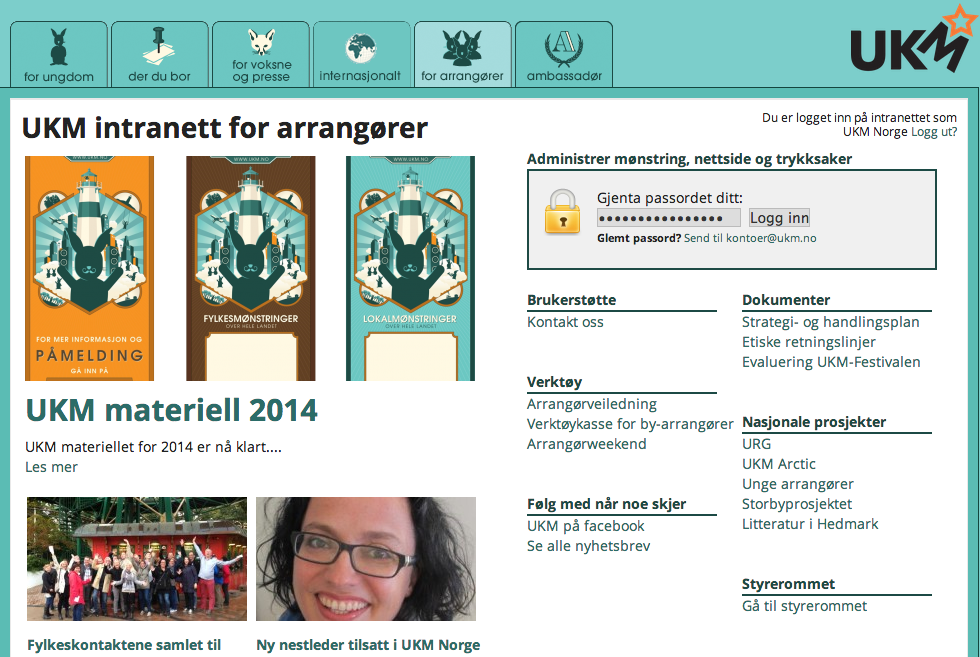 for ungdom
der du bor
for voksne
og presse
internasjonalt
for arrangører
ambassadør
UKM
UKM intranett for arrangører
Du er logget inn på intranettet som
UKM Norge Logg ut?
WWW.UKM.NO
FOR MER INFORMASJON OG
PÅMELDING
GÅ INN PÅ
WWW.UKM.NO
FYLKESMØNSTRINGER
OVER HELE LANDET
WWW.UKM.NO
LOKALMØNSTRINGER
OVER HELE LANDET
UKM materiell 2014
UKM materiellet for 2014 er nå klart....
Les mer
Fylkeskontaktene samlet til
Ny nestleder tilsatt i UKM Norge
Administrer mønstring, nettside og trykksaker
Gjenta passordet ditt:
•••••••••••••••• Logg inn
Glemt passord? Send til kontoer@ukm.no
Brukerstøtte
Kontakt oss
Verktøy
Arrangørveiledning
Verktøykasse for by-arrangører
Arrangørweekend
Følg med når noe skjer
UKM på facebook
Se alle nyhetsbrev
Dokumenter
Strategi- og handlingsplan
Etiske retningslinjer
Evaluering UKM-Festivalen
Nasjonale prosjekter
URG
UKM Arctic
Unge arrangører
Storbyprosjektet
Litteratur i Hedmark
Styrerommet
Gå til styrerommet